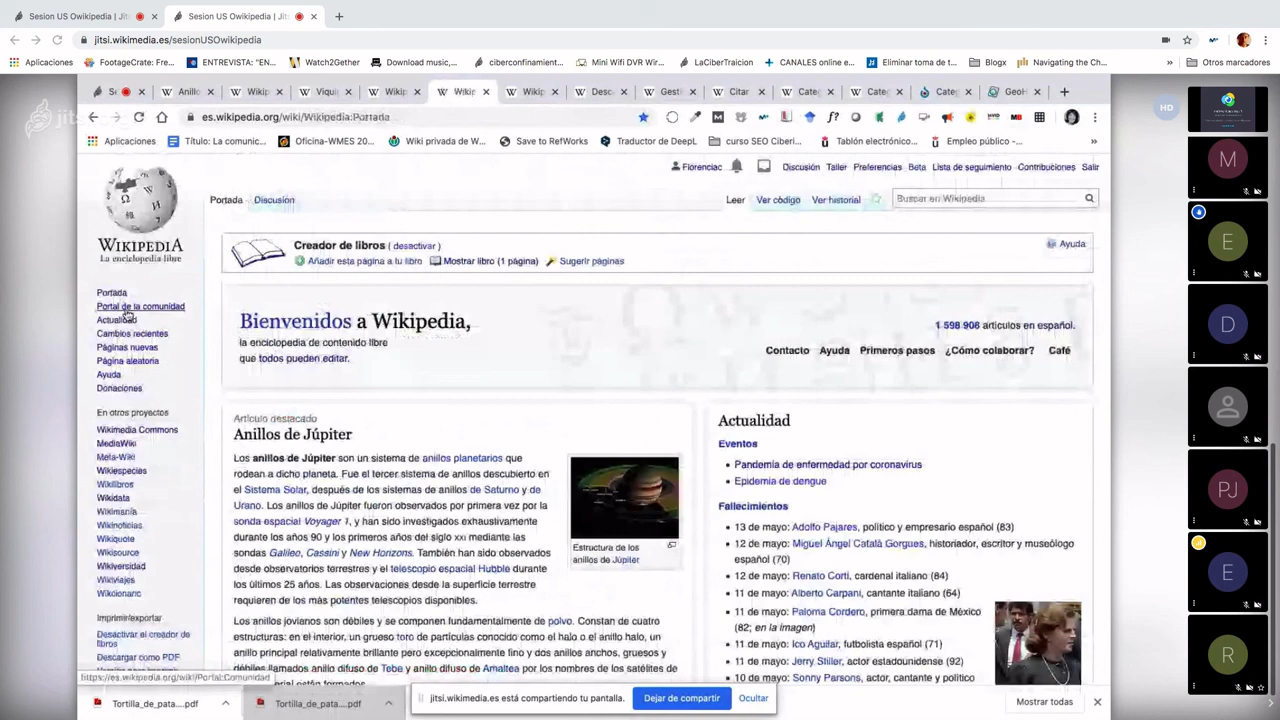 Sesion US Owikipedia | Jit
Sesion US Owikipedia | Jit
jitsi.wikimedia.es/sesionUSOwikipedia
Aplicaciones
FootageCrate: Fre...
ENTREVISTA: "EN...
Watch2Gether
Download music,...
ciberconfinamien...
Mini Wifi DVR Wir...
LaCiberTraicion
CANALES online e...
Eliminar toma de t...
Blogx
Navigating the Ch...
»
Otros marcadores
Anillo
Wikip
Viqui
Wikip
Wikip
Wikip
Desc
Gesti
Citar
Categ
Categ
Categ
GeoH
es.wikipedia.org/wiki/Wikipedia:Portada
Aplicaciones
Título: La comunic...
Oficina-WMES 20...
Wiki privada de W...
Save to RefWorks
Traductor de DeepL
curso SEO Ciberi...
Tablón electrónico...
Empleo público -...
»
HD
Florenciac
Discusión
Taller
Preferencias
Beta
Lista de seguimiento
Contribuciones
Salir
Portada
Discusión
Leer
Ver código
Ver historial
Buscar en Wikipedia
WIKIPEDIA
La enciclopedia libre
Creador de libros ( desactivar )
Ayuda
Añadir esta página a tu libro
Mostrar libro (1 página)
Sugerir páginas
Portada
Portal de la comunidad
Actualidad
Cambios recientes
Páginas nuevas
Página aleatoria
Ayuda
Donaciones
En otros proyectos
Wikimedia Commons
MediaWiki
Meta-Wiki
Wikiespecies
Wikilibros
Wikidata
Wikimanía
Wikinoticias
Wikiquote
Wikisource
Wikiversidad
Wikiviajes
Wikcionario
Imprimir/exportar
Desactivar el creador de
libros
Descargar como PDF
https://es.wikipedia.org/wiki/Portal:Comunidad
Bienvenidos a Wikipedia,
la enciclopedia de contenido libre
que todos pueden editar.
1 598 906 artículos en español.
Contacto
Ayuda
Primeros pasos
¿Cómo colaborar?
Café
Artículo destacado
Anillos de Júpiter
Los anillos de Júpiter son un sistema de anillos planetarios que
rodean a dicho planeta. Fue el tercer sistema de anillos descubierto en
el Sistema Solar, después de los sistemas de anillos de Saturno y de
Urano. Los anillos de Júpiter fueron observados por primera vez por la
sonda espacial Voyager 1, y han sido investigados exhaustivamente
durante los años 90 y los primeros años del siglo XXI mediante las
sondas Galileo, Cassini y New Horizons. También han sido observados
desde observatorios terrestres y el telescopio espacial Hubble durante
los últimos 25 años. Las observaciones desde la superficie terrestre
requieren de los más potentes telescopios disponibles.
Estructura de los
anillos de Júpiter
Los anillos jovianos son débiles y se componen fundamentalmente de polvo. Constan de cuatro
estructuras: en el interior, un grueso toro de partículas conocido como el halo o el anillo halo, un
anillo principal relativamente brillante pero excepcionalmente fino y dos anillos anchos, gruesos y
débiles llamados anillo difuso de Tebe y anillo difuso de Amaltea por los nombres de los satélites de
Actualidad
Eventos
Pandemia de enfermedad por coronavirus
Epidemia de dengue
Fallecimientos
13 de mayo: Adolfo Pajares, político y empresario español (83)
12 de mayo: Miguel Ángel Català Gorgues, historiador, escritor y museólogo
español (70)
12 de mayo: Renato Corti, cardenal italiano (84)
11 de mayo: Alberto Carpani, cantante italiano (64)
11 de mayo: Paloma Cordero, primera dama de México
(82; en la imagen)
11 de mayo: Ico Aguilar, futbolista español (71)
11 de mayo: Jerry Stiller, actor estadounidense (92)
11 de mayo: Sonny Parsons, actor y cantante
M
E
D
PJ
E
R
Tortilla_de_pata....pdf
Tortilla_de_pata....pdf
jitsi.wikimedia.es está compartiendo tu pantalla.
Dejar de compartir
Ocultar
Mostrar todas